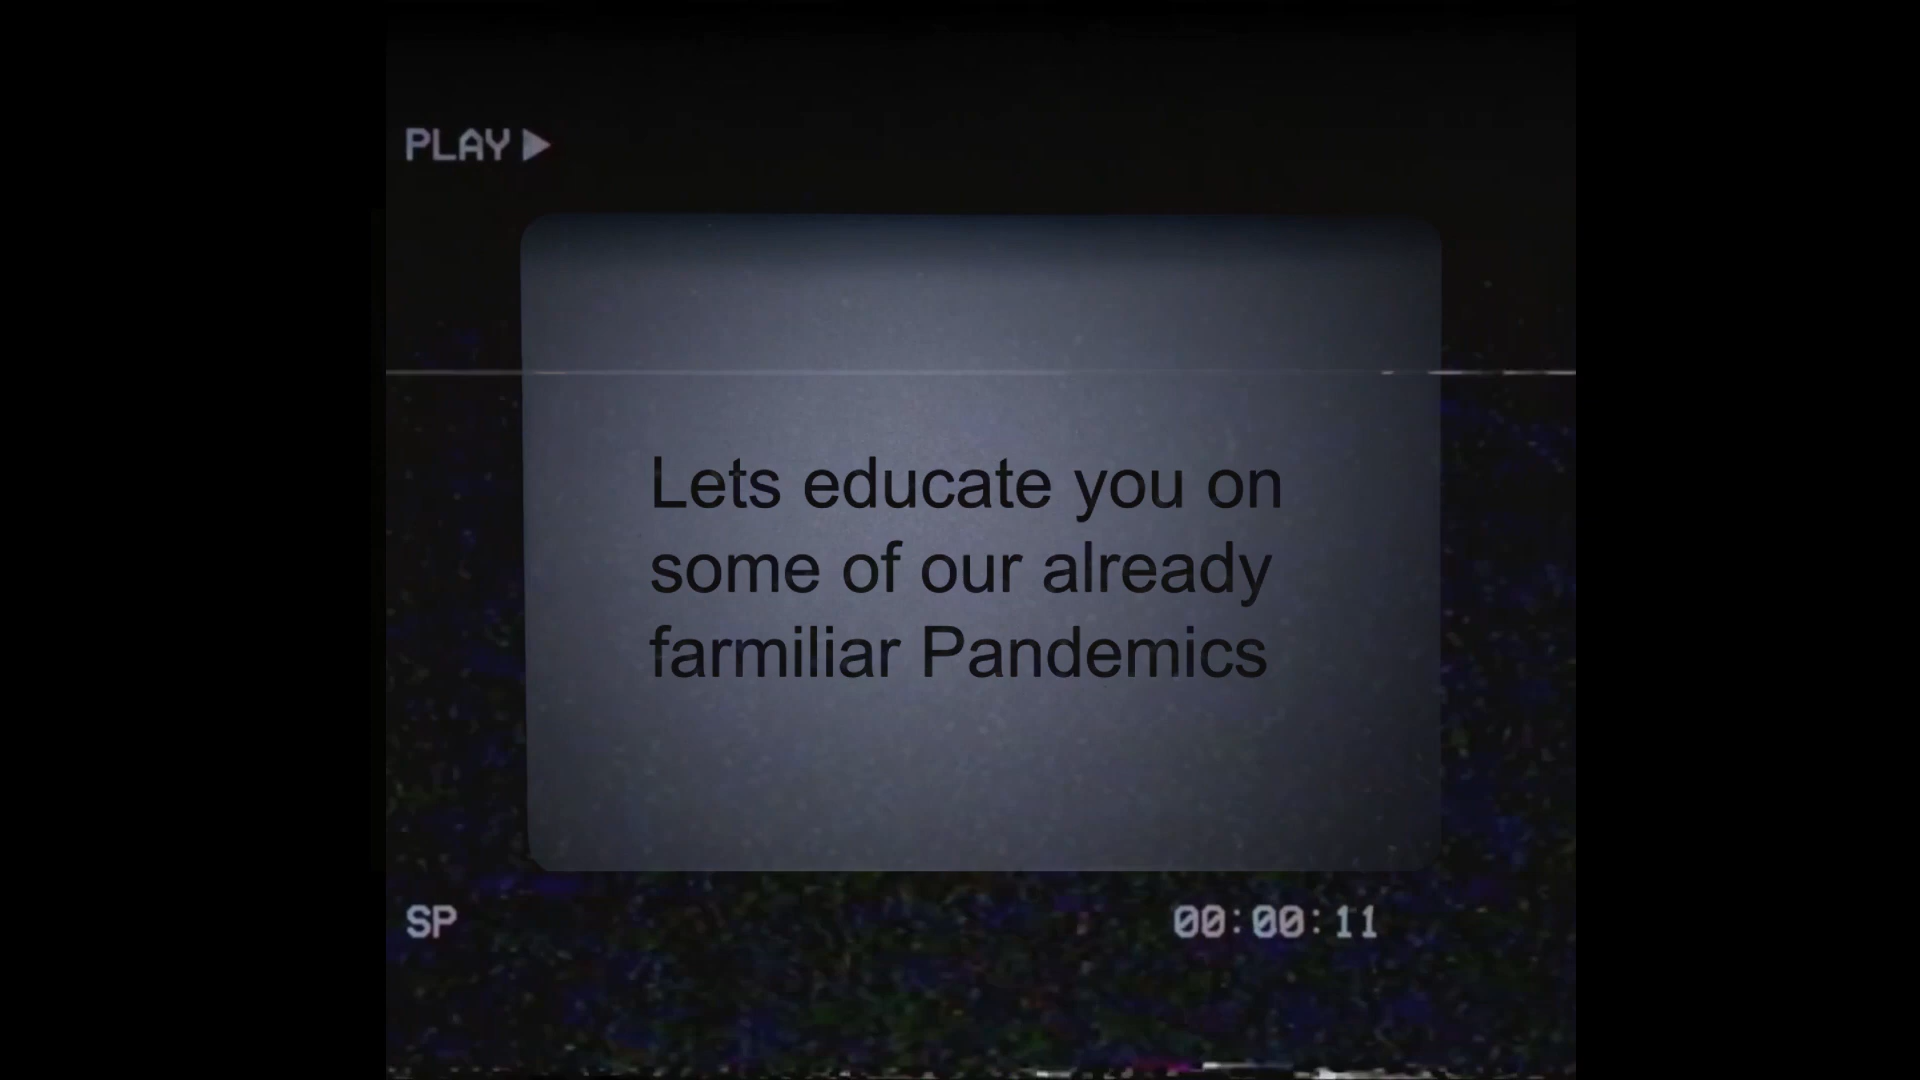 PLAY
Lets educate you on
some of our already
farmiliar Pandemics
SP
00:00:11